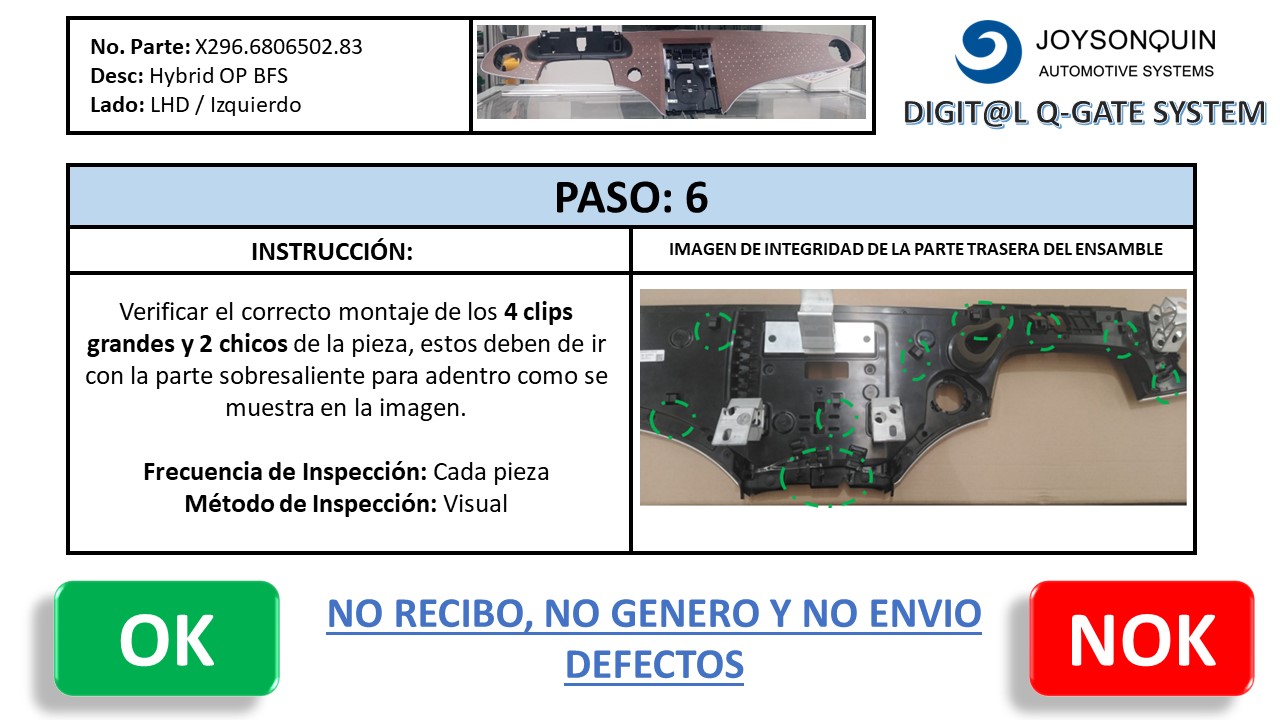 No. Parte: X296.6806502.83
Desc: Hybrid OP BFS
Lado: LHD / Izquierdo
JOYSONQUIN
AUTOMOTIVE SYSTEMS
DIGIT@L Q-GATE SYSTEM
PASO: 6
INSTRUCCIÓN:
IMAGEN DE INTEGRIDAD DE LA PARTE TRASERA DEL ENSAMBLE
Verificar el correcto montaje de los 4 clips
grandes y 2 chicos de la pieza, estos deben de ir
con la parte sobresaliente para adentro como se
muestra en la imagen.
Frecuencia de Inspección: Cada pieza
Método de Inspección: Visual
OK
NO RECIBO, NO GENERO Y NO ENVIO
DEFECTOS
NOK